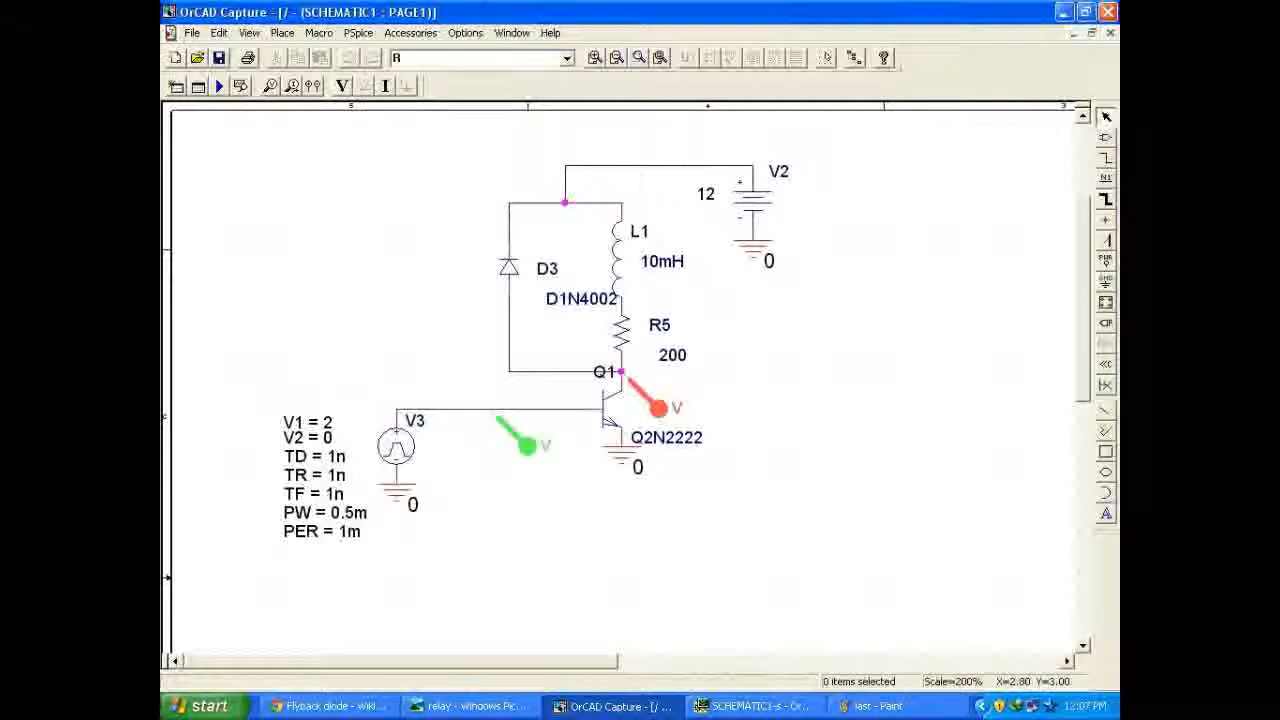 OrCAD Capture - [/ - (SCHEMATIC1 : PAGE1)]
File Edit View Place Macro PSpice Accessories Options Window Help
R
V I
5 4 3
V2
12
+
-
0
L1
10mH
D3
D1N4002
R5
200
Q1
V
Q2N2222
0
V
V3
+
-
0
V1 = 2
V2 = 0
TD = 1n
TR = 1n
TF = 1n
PW = 0.5m
PER = 1m
0 items selected Scale=200% X=2.80 Y=3.00
start Flyback diode - Wiki... relay - Windows Pic... OrCAD Capture - [/ ... SCHEMATIC1-s - Or... last - Paint 12:07 PM